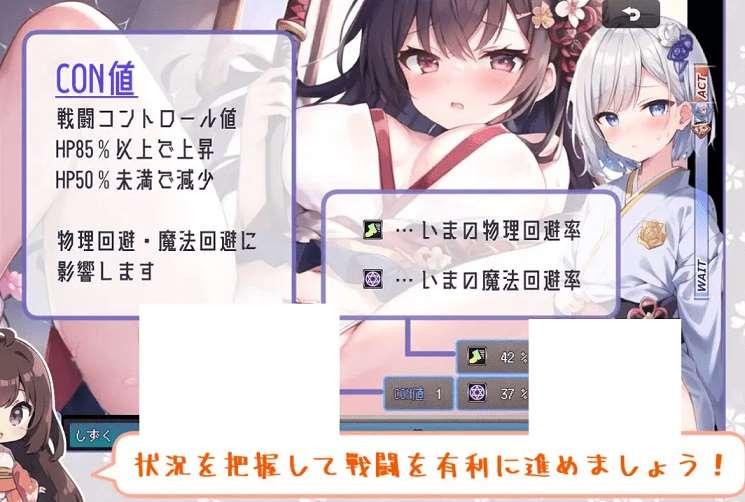 CON値
戦闘コントロール値
HP85%以上で上昇
HP50%未満で減少
物理回避・魔法回避に
影響します
… いまの物理回避率
… いまの魔法回避率
ACT
WAIT
42 %
CON値 1
37 %
しずく
状況を把握して戦闘を有利に進めましょう!